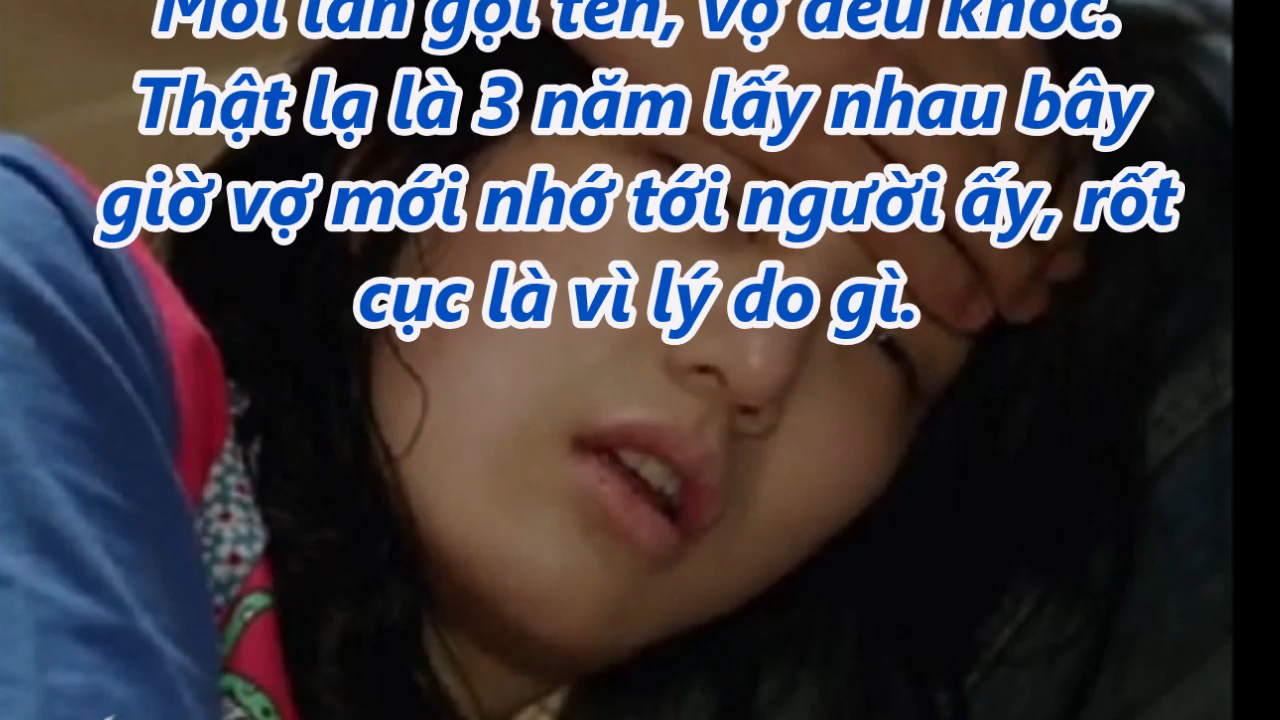 Mỗi lần gọi tên, vợ đều khóc.
Thật lạ là 3 năm lấy nhau bây
giờ vợ mới nhớ tới người ấy, rốt
cục là vì lý do gì.